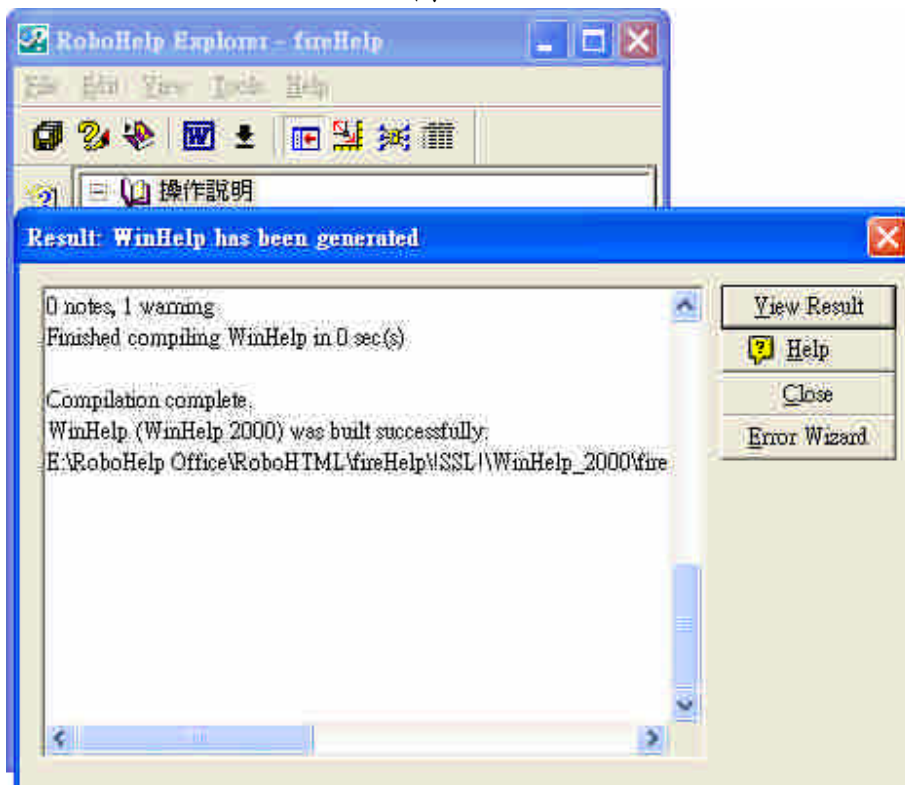 RoboHelp Explorer - fireHelp
File Edit View Tools Help
操作說明
Result: WinHelp has been generated
0 notes, 1 warning
Finished compiling WinHelp in 0 sec(s)
Compilation complete.
WinHelp (WinHelp 2000) was built successfully:
E:\RoboHelp Office\RoboHTML\fireHelp\!SSL!\WinHelp_2000\fire
View Result
Help
Close
Error Wizard